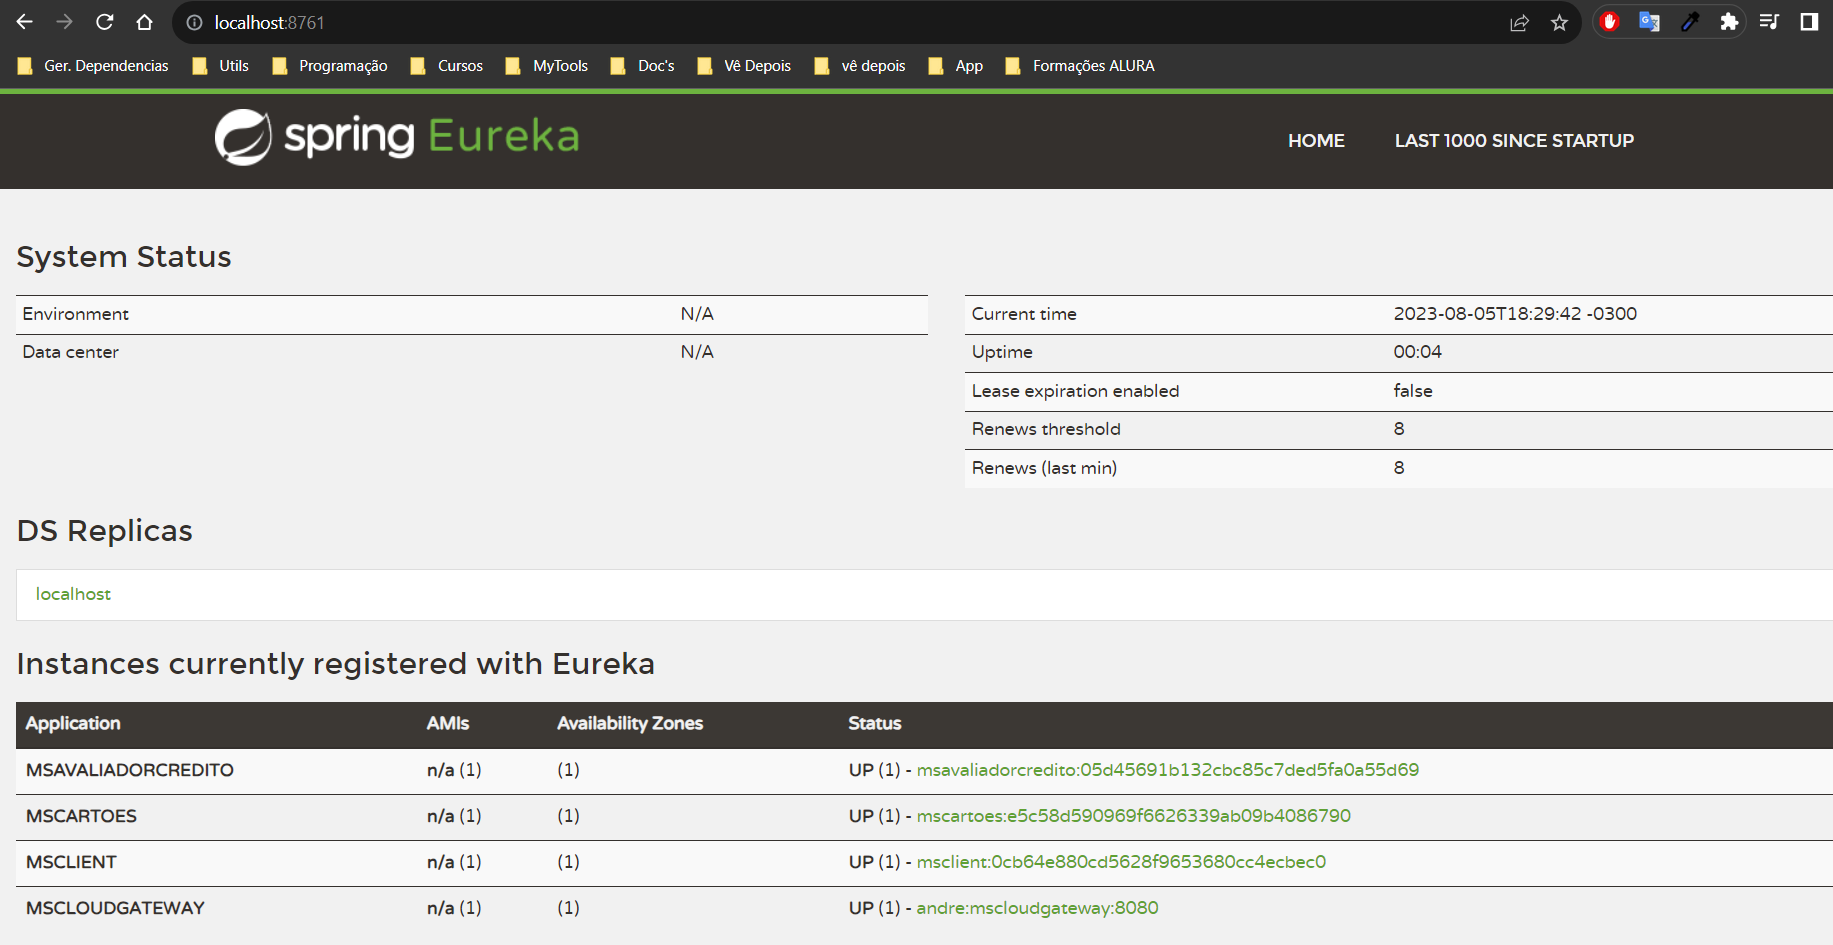 localhost:8761
Ger. Dependencias Utils Programação Cursos MyTools Doc's Vê Depois vê depois App Formações ALURA
spring Eureka
HOME LAST 1000 SINCE STARTUP
System Status
Environment N/A
Data center N/A
Current time 2023-08-05T18:29:42 -0300
Uptime 00:04
Lease expiration enabled false
Renews threshold 8
Renews (last min) 8
DS Replicas
localhost
Instances currently registered with Eureka
Application AMIs Availability Zones Status
MSAVALIADORCREDITO n/a (1) (1) UP (1) - msavaliadorcredito:05d45691b132cbc85c7ded5fa0a55d69
MSCARTOES n/a (1) (1) UP (1) - mscartoes:e5c58d590969f6626339ab09b4086790
MSCLIENT n/a (1) (1) UP (1) - msclient:0cb64e880cd5628f9653680cc4ecbec0
MSCLOUDGATEWAY n/a (1) (1) UP (1) - andre:mscloudgateway:8080